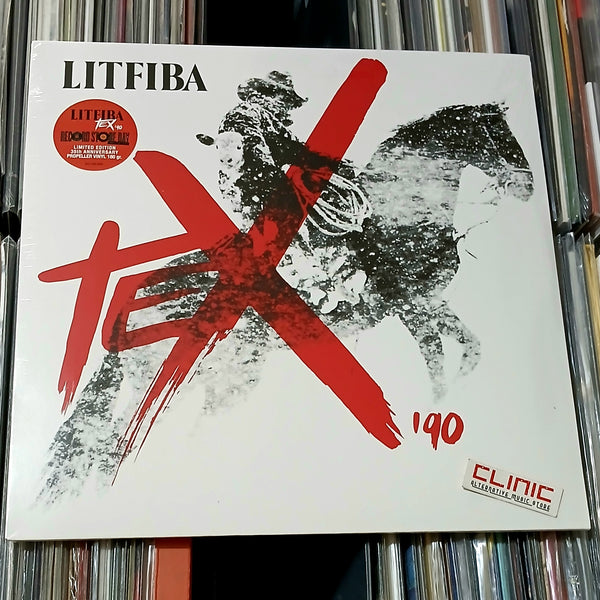 LITFIBA
LITFIBA
TEX '90
RECORD STORE DAY
LIMITED EDITION
30th ANNIVERSARY
PROPELLER VINYL 180 gr.
TEX
'90
CLINIC
ALTERNATIVE MUSIC STORE